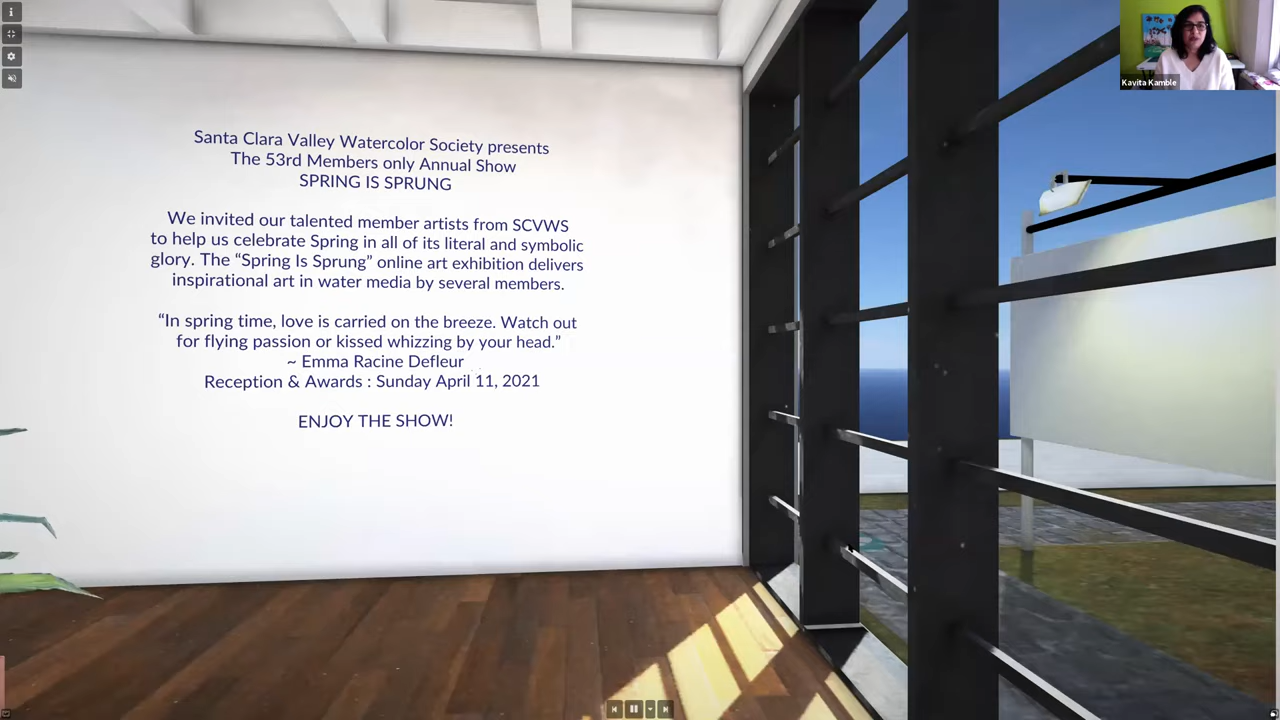 Santa Clara Valley Watercolor Society presents
The 53rd Members only Annual Show
SPRING IS SPRUNG
We invited our talented member artists from SCVWS
to help us celebrate Spring in all of its literal and symbolic
glory. The “Spring Is Sprung” online art exhibition delivers
inspirational art in water media by several members.
“In spring time, love is carried on the breeze. Watch out
for flying passion or kissed whizzing by your head.”
~ Emma Racine Defleur
Reception & Awards : Sunday April 11, 2021
ENJOY THE SHOW!
Kavita Kamble